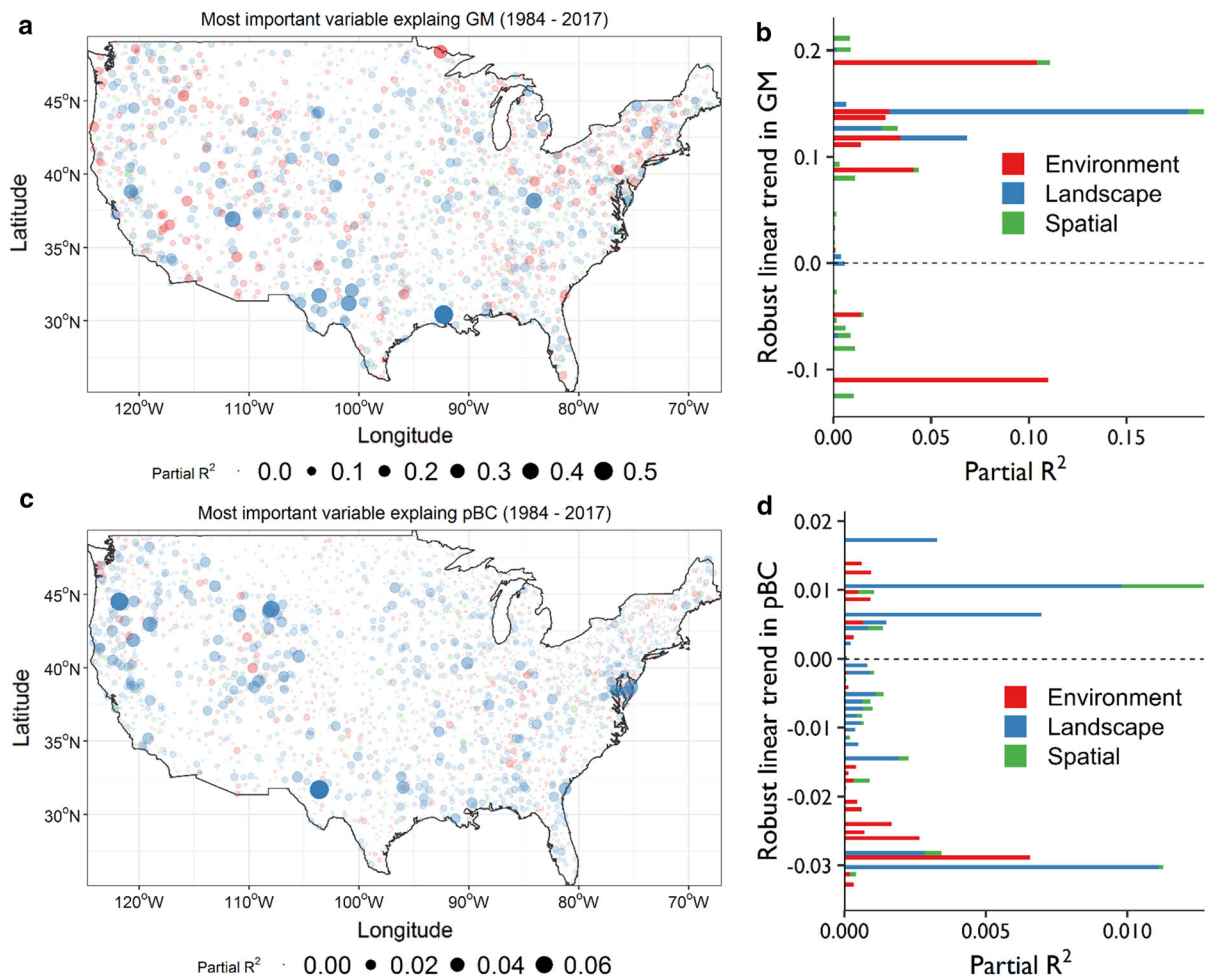 a
Most important variable explaing GM (1984 - 2017)
45°N
40°N
35°N
30°N
Latitude
120°W 110°W 100°W 90°W 80°W 70°W
Longitude
Partial R² 0.0 0.1 0.2 0.3 0.4 0.5
b
0.2
0.1
0.0
-0.1
Robust linear trend in GM
Environment
Landscape
Spatial
0.00 0.05 0.10 0.15
Partial R²
c
Most important variable explaing pBC (1984 - 2017)
45°N
40°N
35°N
30°N
Latitude
120°W 110°W 100°W 90°W 80°W 70°W
Longitude
Partial R² 0.00 0.02 0.04 0.06
d
0.02
0.01
0.00
-0.01
-0.02
-0.03
Robust linear trend in pBC
Environment
Landscape
Spatial
0.000 0.005 0.010
Partial R²